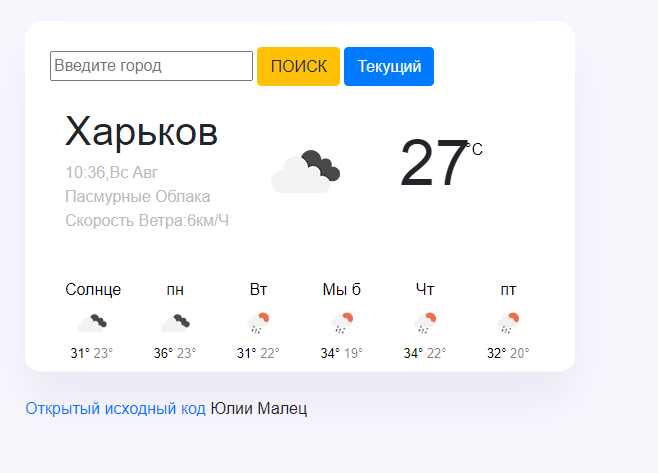 Введите город ПОИСК Текущий
Харьков
27°C
10:36,Вс Авг
Пасмурные Облака
Скорость Ветра:6км/Ч
Солнце пн Вт Мы б Чт пт
31° 23° 36° 23° 31° 22° 34° 19° 34° 22° 32° 20°
Открытый исходный код Юлии Малец